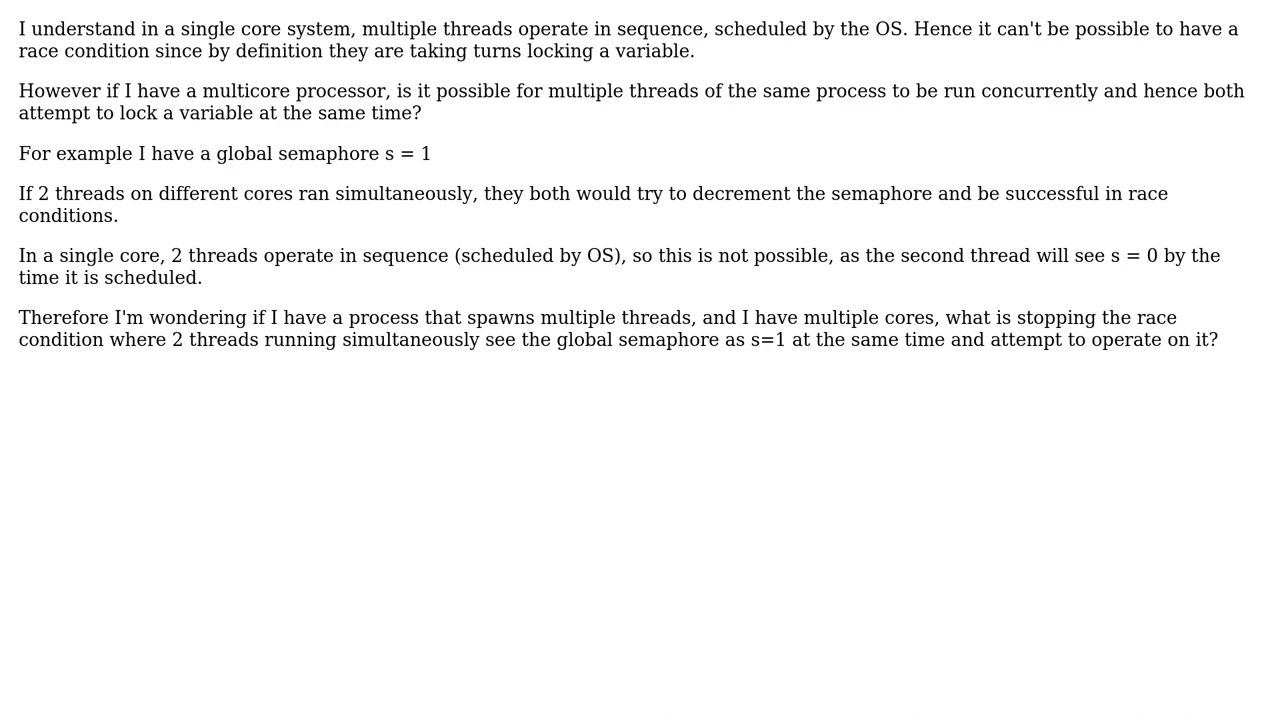 I understand in a single core system, multiple threads operate in sequence, scheduled by the OS. Hence it can't be possible to have a
race condition since by definition they are taking turns locking a variable.
However if I have a multicore processor, is it possible for multiple threads of the same process to be run concurrently and hence both
attempt to lock a variable at the same time?
For example I have a global semaphore s = 1
If 2 threads on different cores ran simultaneously, they both would try to decrement the semaphore and be successful in race
conditions.
In a single core, 2 threads operate in sequence (scheduled by OS), so this is not possible, as the second thread will see s = 0 by the
time it is scheduled.
Therefore I'm wondering if I have a process that spawns multiple threads, and I have multiple cores, what is stopping the race
condition where 2 threads running simultaneously see the global semaphore as s=1 at the same time and attempt to operate on it?